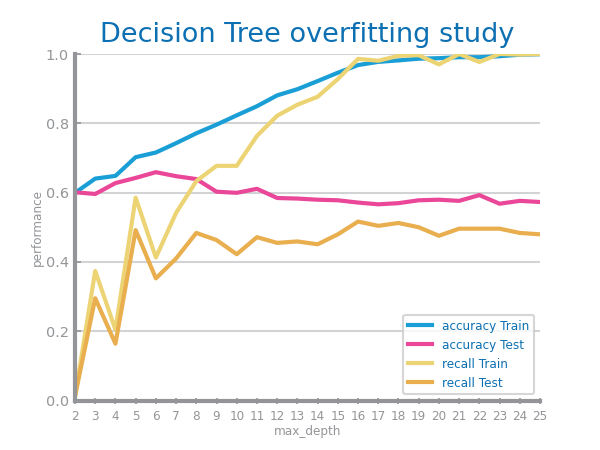 Decision Tree overfitting study
1.0
0.8
0.6
0.4
0.2
0.0
performance
2 3 4 5 6 7 8 9 10 11 12 13 14 15 16 17 18 19 20 21 22 23 24 25
max_depth
accuracy Train
accuracy Test
recall Train
recall Test